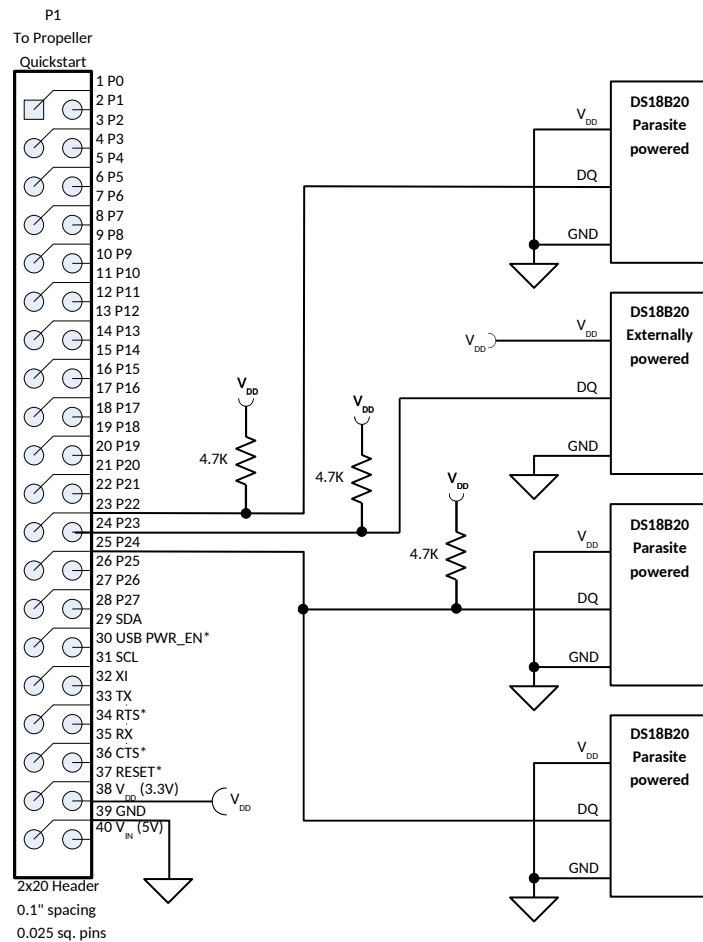 P1
To Propeller
Quickstart
1 P0
2 P1
3 P2
4 P3
5 P4
6 P5
7 P6
8 P7
9 P8
10 P9
11 P10
12 P11
13 P12
14 P13
15 P14
16 P15
17 P16
18 P17
19 P18
20 P19
21 P20
22 P21
23 P22
24 P23
25 P24
26 P25
27 P26
28 P27
29 SDA
30 USB PWR_EN*
31 SCL
32 XI
33 TX
34 RTS*
35 RX
36 CTS*
37 RESET*
38 VDD (3.3V)
39 GND
40 VIN (5V)
2x20 Header
0.1" spacing
0.025 sq. pins
VDD
VDD
4.7K
VDD
4.7K
VDD
4.7K
VDD
DQ
GND
DS18B20
Parasite
powered
VDD
VDD
DQ
GND
DS18B20
Externally
powered
VDD
DQ
GND
DS18B20
Parasite
powered
VDD
DQ
GND
DS18B20
Parasite
powered